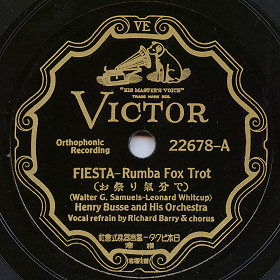 VE
"HIS MASTER'S VOICE"
TRADE MARK REG.
VICTOR
Orthophonic
Recording
22678-A
FIESTA-Rumba Fox Trot
(お祭り氣分で)
(Walter G. Samuels-Leonard Whitcup)
Henry Busse and His Orchestra
Vocal refrain by Richard Barry & chorus